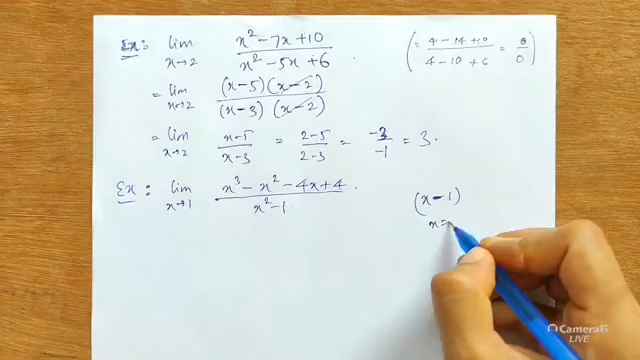 Ex: lim x→2 (x² - 7x + 10)/(x² - 5x + 6) . (= (4 - 14 + 10)/(4 - 10 + 6) = 0/0)
= lim x→2 (x-5)(x-2)/(x-3)(x-2)
= lim x→2 (x-5)/(x-3) = (2-5)/(2-3) = -3/-1 = 3.
Ex: lim x→1 (x³ - x² - 4x + 4)/(x² - 1) .
(x-1)
x=
CameraFi
LIVE